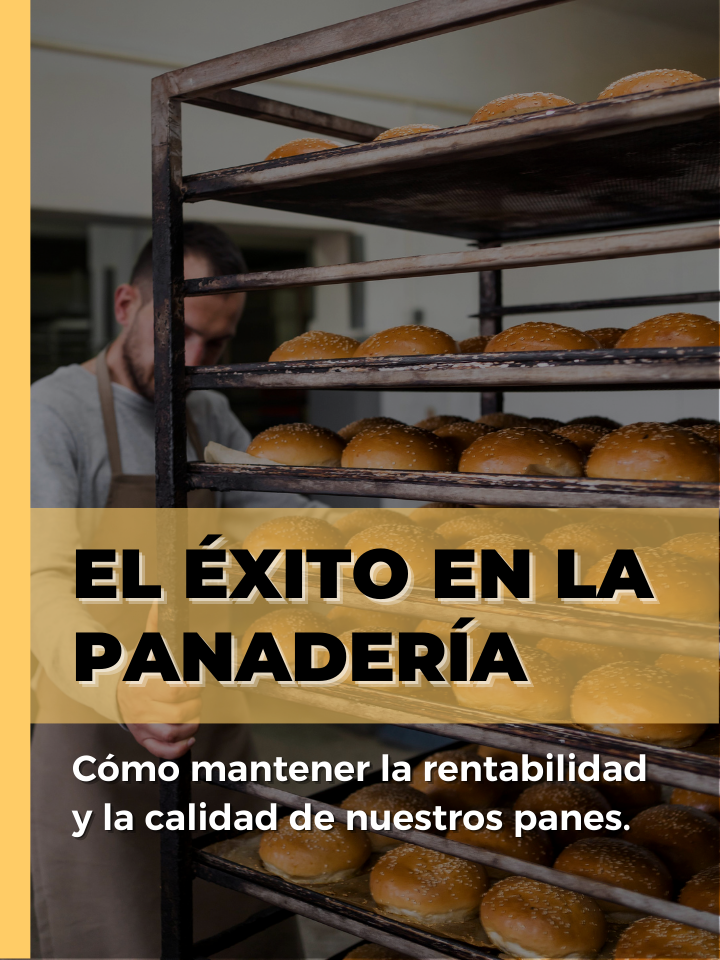 EL ÉXITO EN LA
PANADERÍA
Cómo mantener la rentabilidad
y la calidad de nuestros panes.